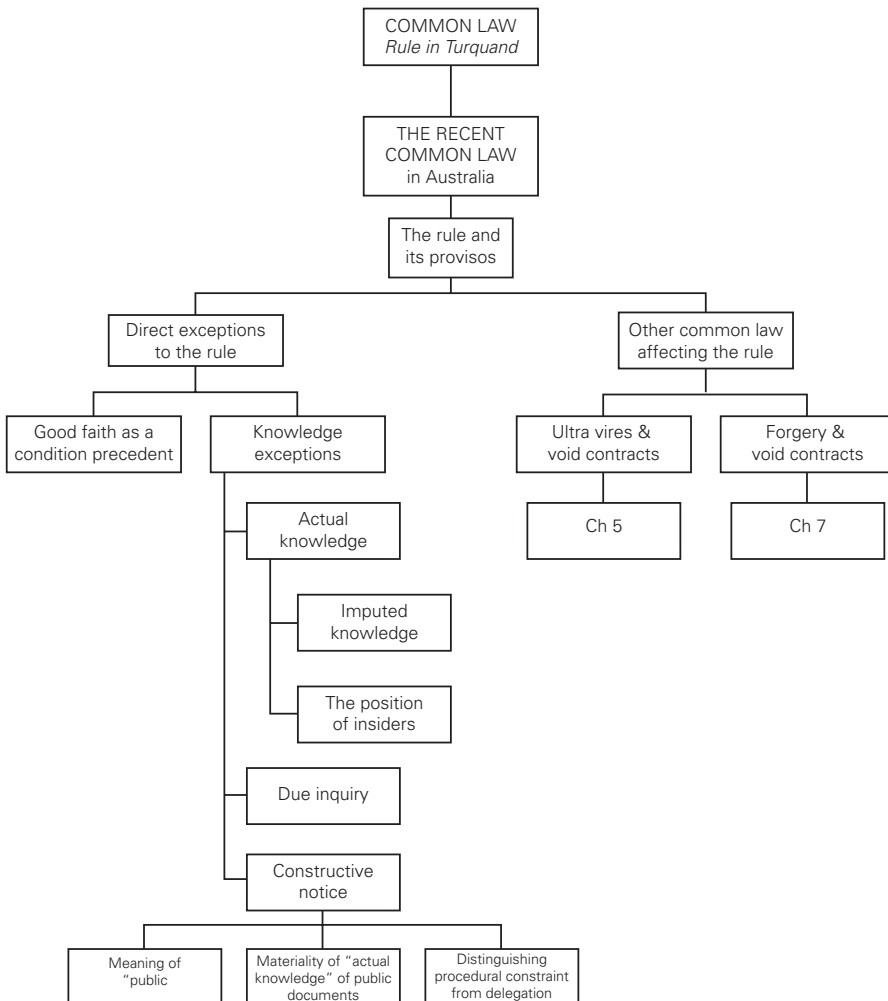 COMMON LAW
Rule in Turquand
THE RECENT
COMMON LAW
in Australia
The rule and
its provisos
Direct exceptions
to the rule
Other common law
affecting the rule
Good faith as a
condition precedent
Knowledge
exceptions
Ultra vires &
void contracts
Forgery &
void contracts
Ch 5
Ch 7
Actual
knowledge
Imputed
knowledge
The position
of insiders
Due inquiry
Constructive
notice
Meaning of
“public
Materiality of “actual
knowledge” of public
documents
Distinguishing
procedural constraint
from delegation